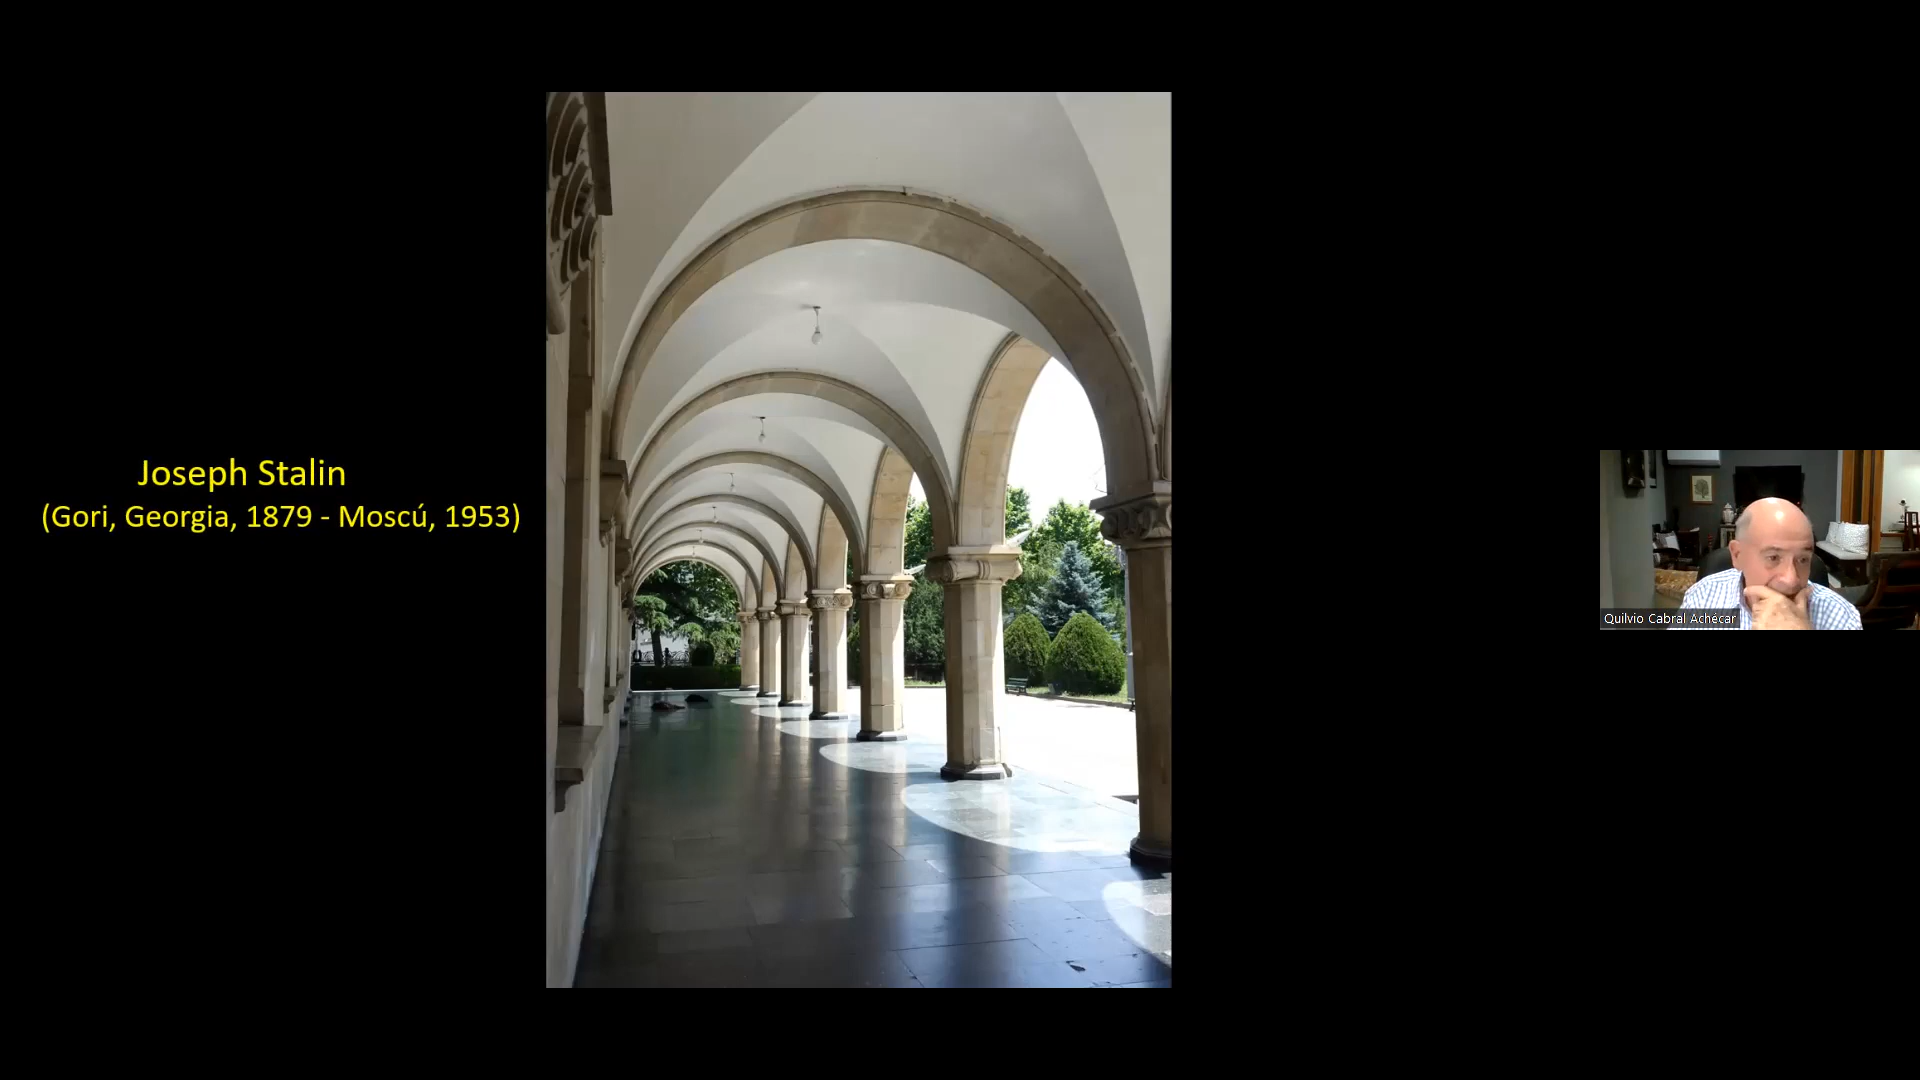 Joseph Stalin
(Gori, Georgia, 1879 - Moscú, 1953)
Quilvio Cabral Achécar